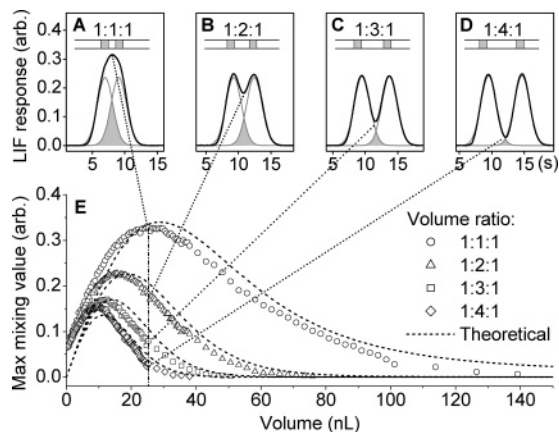 A B C D
1:1:1 1:2:1 1:3:1 1:4:1
LIF response (arb.)
0.4
0.3
0.2
0.1
0.0
5 10 15 5 10 15 5 10 15 5 10 15 (s)
E
Max mixing value (arb.)
0.4
0.3
0.2
0.1
0.0
Volume ratio:
1:1:1
1:2:1
1:3:1
1:4:1
Theoretical
0 20 40 60 80 100 120 140
Volume (nL)